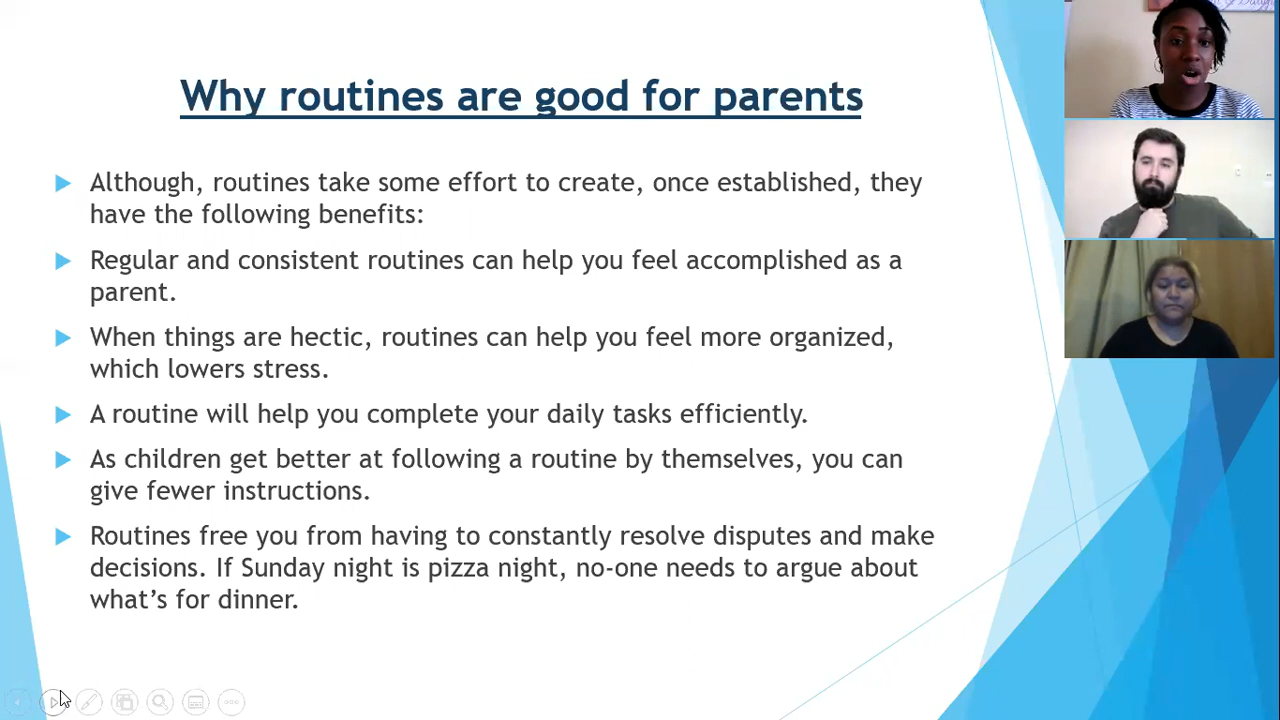 Why routines are good for parents
Although, routines take some effort to create, once established, they
have the following benefits:
Regular and consistent routines can help you feel accomplished as a
parent.
When things are hectic, routines can help you feel more organized,
which lowers stress.
A routine will help you complete your daily tasks efficiently.
As children get better at following a routine by themselves, you can
give fewer instructions.
Routines free you from having to constantly resolve disputes and make
decisions. If Sunday night is pizza night, no-one needs to argue about
what’s for dinner.